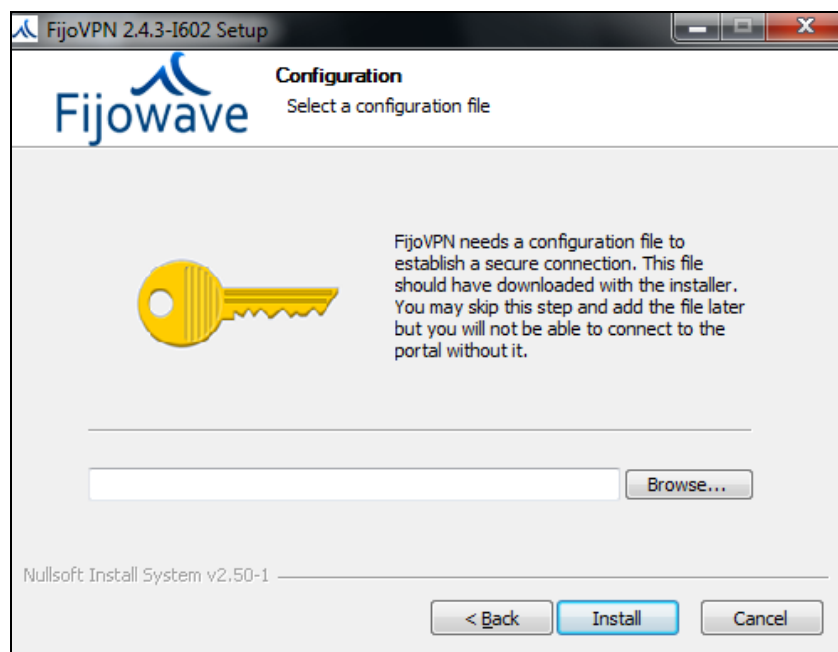 FijoVPN 2.4.3-I602 Setup
Fijowave
Configuration
Select a configuration file
FijoVPN needs a configuration file to
establish a secure connection. This file
should have downloaded with the installer.
You may skip this step and add the file later
but you will not be able to connect to the
portal without it.
Browse...
Nullsoft Install System v2.50-1
< Back
Install
Cancel